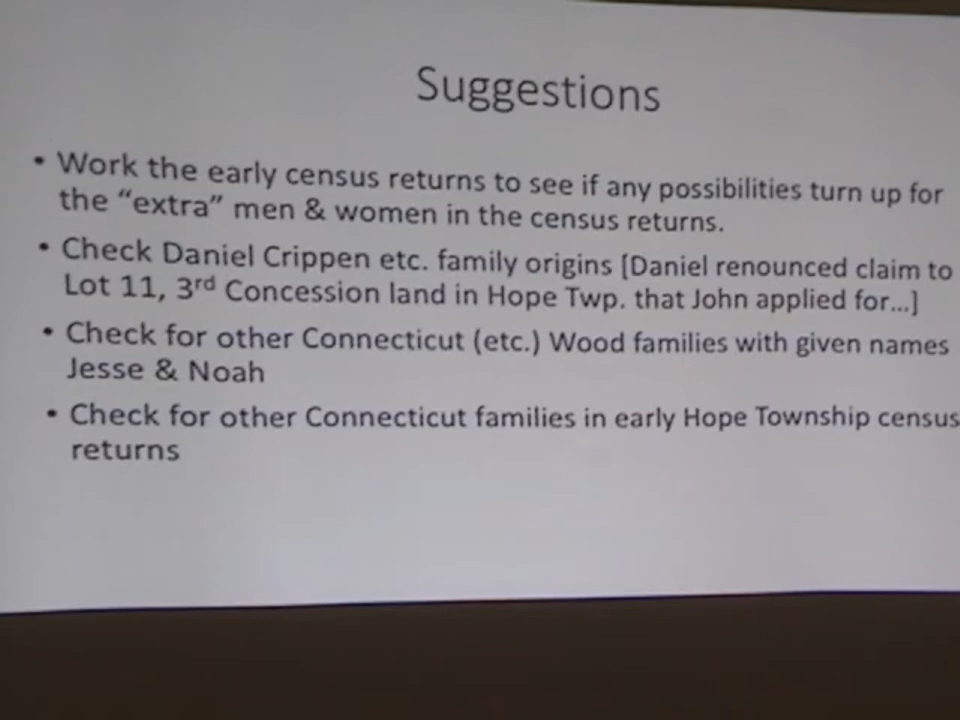 Suggestions
• Work the early census returns to see if any possibilities turn up for
the “extra” men & women in the census returns.
• Check Daniel Crippen etc. family origins [Daniel renounced claim to
Lot 11, 3rd Concession land in Hope Twp. that John applied for...]
• Check for other Connecticut (etc.) Wood families with given names
Jesse & Noah
• Check for other Connecticut families in early Hope Township census
returns